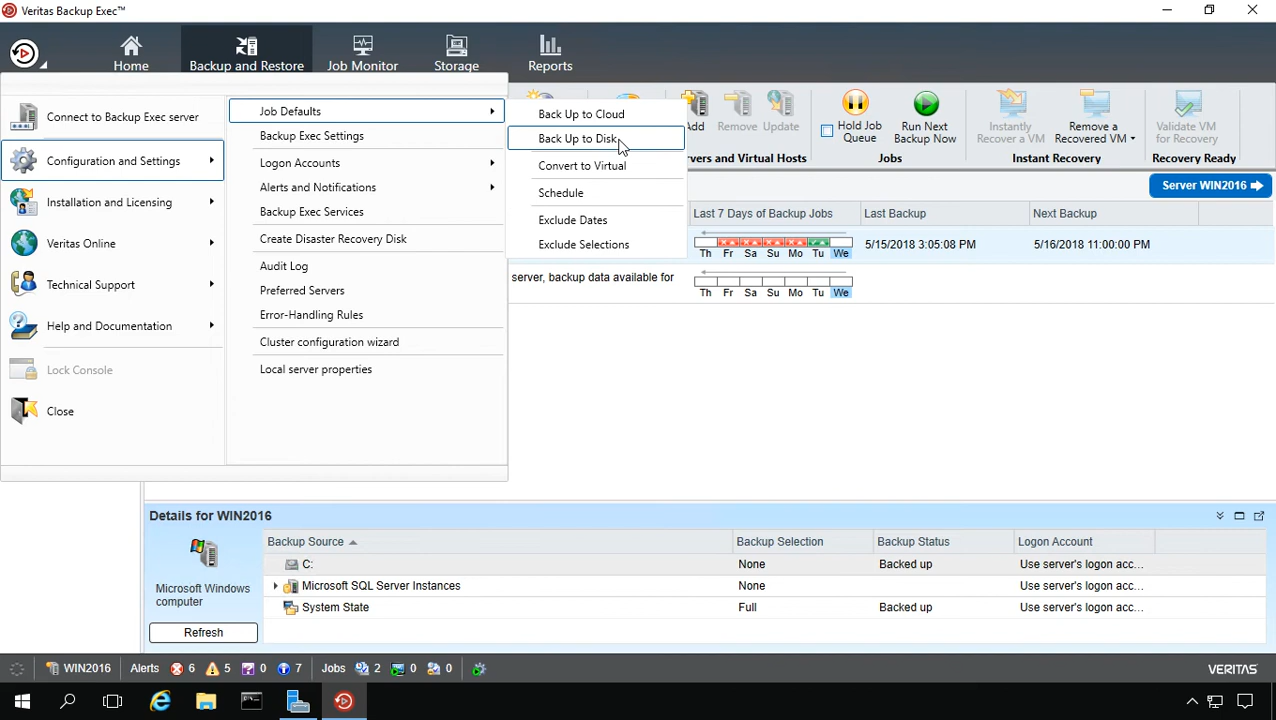 Veritas Backup Exec™
Home
Backup and Restore
Job Monitor
Storage
Reports
Connect to Backup Exec server
Configuration and Settings
Installation and Licensing
Veritas Online
Technical Support
Help and Documentation
Lock Console
Close
Job Defaults
Backup Exec Settings
Logon Accounts
Alerts and Notifications
Backup Exec Services
Create Disaster Recovery Disk
Audit Log
Preferred Servers
Error-Handling Rules
Cluster configuration wizard
Local server properties
Back Up to Cloud
Back Up to Disk
Convert to Virtual
Schedule
Exclude Dates
Exclude Selections
Remove
Update
Hold Job
Queue
Run Next
Backup Now
Instantly
Recover a VM
Remove a
Recovered VM
Validate VM
for Recovery
ervers and Virtual Hosts
Jobs
Instant Recovery
Recovery Ready
Server WIN2016
Last 7 Days of Backup Jobs
Last Backup
Next Backup
5/15/2018 3:05:08 PM
5/16/2018 11:00:00 PM
Th Fr Sa Su Mo Tu We
server, backup data available for
Th Fr Sa Su Mo Tu We
Details for WIN2016
Microsoft Windows
computer
Refresh
Backup Source
Backup Selection
Backup Status
Logon Account
C:
None
Backed up
Use server's logon acc...
Microsoft SQL Server Instances
None
Use server's logon acc...
System State
Full
Backed up
Use server's logon acc...
WIN2016
Alerts
6
5
0
7
Jobs
2
0
0
VERITAS